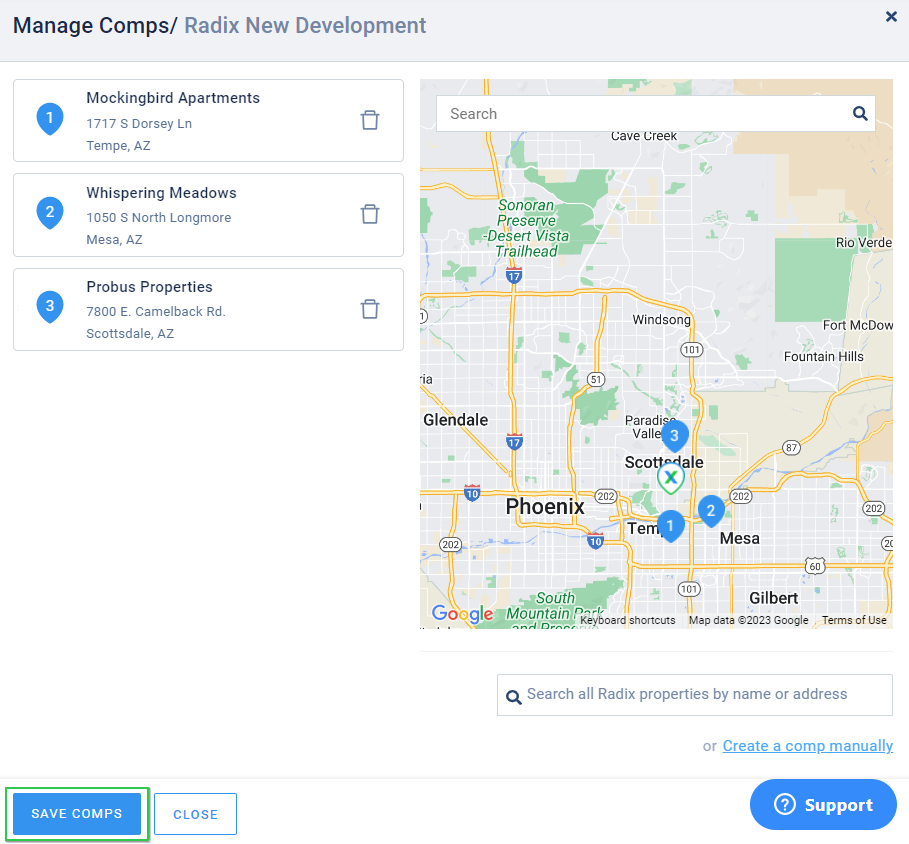 Manage Comps/ Radix New Development
1
Mockingbird Apartments
1717 S Dorsey Ln
Tempe, AZ
2
Whispering Meadows
1050 S North Longmore
Mesa, AZ
3
Probus Properties
7800 E. Camelback Rd.
Scottsdale, AZ
Search
Cave Creek
Sonoran
Preserve
-Desert Vista
Trailhead
Rio Verde
17
Windsong
Fort McDow
101
Fountain Hills
51
ria
Glendale
Paradise
Valle
3
17
87
Scottsdale
X
10
202
202
Phoenix
2
202
1
Temp
10
Mesa
202
20
60
101
Gilbert
South
Mountain Park
and Preserve
Google
Keyboard shortcuts
Map data ©2023 Google
Terms of Use
Search all Radix properties by name or address
or Create a comp manually
SAVE COMPS
CLOSE
? Support